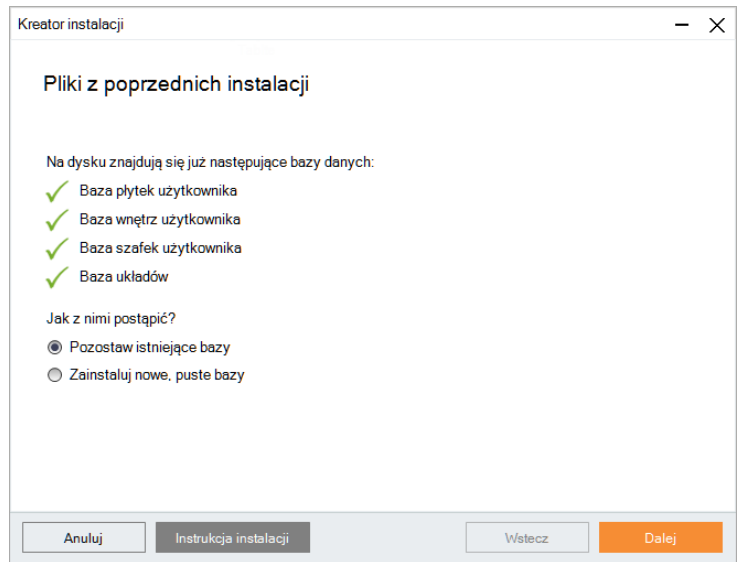 Kreator instalacji
Pliki z poprzednich instalacji
Na dysku znajdują się już następujące bazy danych:
Baza płytek użytkownika
Baza wnętrz użytkownika
Baza szafek użytkownika
Baza układów
Jak z nimi postąpić?
Pozostaw istniejące bazy
Zainstaluj nowe, puste bazy
Anuluj
Instrukcja instalacji
Wstecz
Dalej